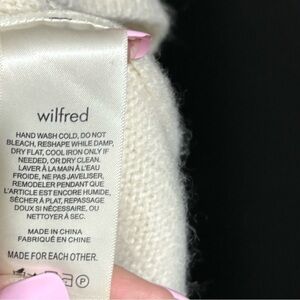 wilfred
HAND WASH COLD, DO NOT
BLEACH, RESHAPE WHILE DAMP,
DRY FLAT, COOL IRON ONLY IF
NEEDED, OR DRY CLEAN.
LAVER À LA MAIN À L'EAU
FROIDE, NE PAS JAVELISER,
REMODELER PENDANT QUE
L'ARTICLE EST ENCORE HUMIDE,
SÉCHER À PLAT, REPASSAGE
DOUX SI NÉCESSAIRE, OU
NETTOYER À SEC.
MADE IN CHINA
FABRIQUÉ EN CHINE
MADE FOR EACH OTHER.
P